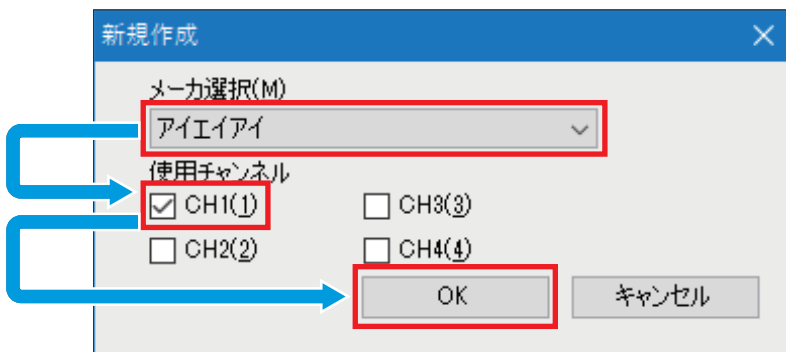 新規作成
メーカ選択(M)
アイエイアイ
使用チャンネル
CH1(1) CH3(3)
CH2(2) CH4(4)
OK キャンセル